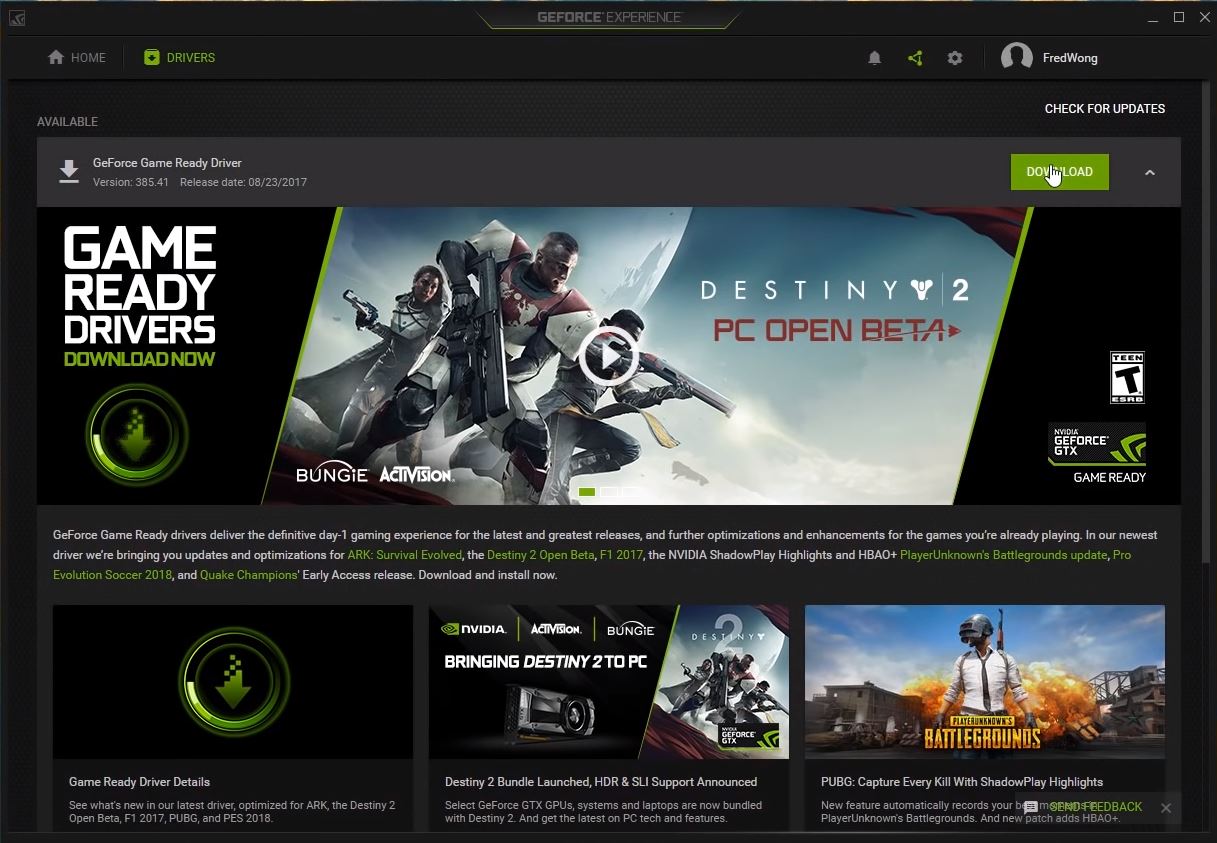 GEFORCE® EXPERIENCE™
HOME
DRIVERS
FredWong
CHECK FOR UPDATES
AVAILABLE
GeForce Game Ready Driver
Version: 385.41 Release date: 08/23/2017
DOWNLOAD
GAME
READY
DRIVERS
DOWNLOAD NOW
DESTINY 2
PC OPEN BETA
BUNGIE ACTIVISION
TEEN
T
ESRB
NVIDIA
GEFORCE®
GTX
GAME READY
GeForce Game Ready drivers deliver the definitive day-1 gaming experience for the latest and greatest releases, and further optimizations and enhancements for the games you're already playing. In our newest
driver we're bringing you updates and optimizations for ARK: Survival Evolved, the Destiny 2 Open Beta, F1 2017, the NVIDIA ShadowPlay Highlights and HBAO+ PlayerUnknown's Battlegrounds update, Pro
Evolution Soccer 2018, and Quake Champions' Early Access release. Download and install now.
NVIDIA. ACTIVISION. BUNGIE
BRINGING DESTINY 2 TO PC
2
DESTINY
NVIDIA
GEFORCE®
GTX
PLAYERUNKNOWN'S
BATTLEGROUNDS
Game Ready Driver Details
See what's new in our latest driver, optimized for ARK, the Destiny 2
Open Beta, F1 2017, PUBG, and PES 2018.
Destiny 2 Bundle Launched, HDR & SLI Support Announced
Select GeForce GTX GPUs, systems and laptops are now bundled
with Destiny 2. And get the latest on PC tech and features.
PUBG: Capture Every Kill With ShadowPlay Highlights
New feature automatically records your best moments in
PlayerUnknown's Battlegrounds. And new patch adds HBAO+.
SEND FEEDBACK